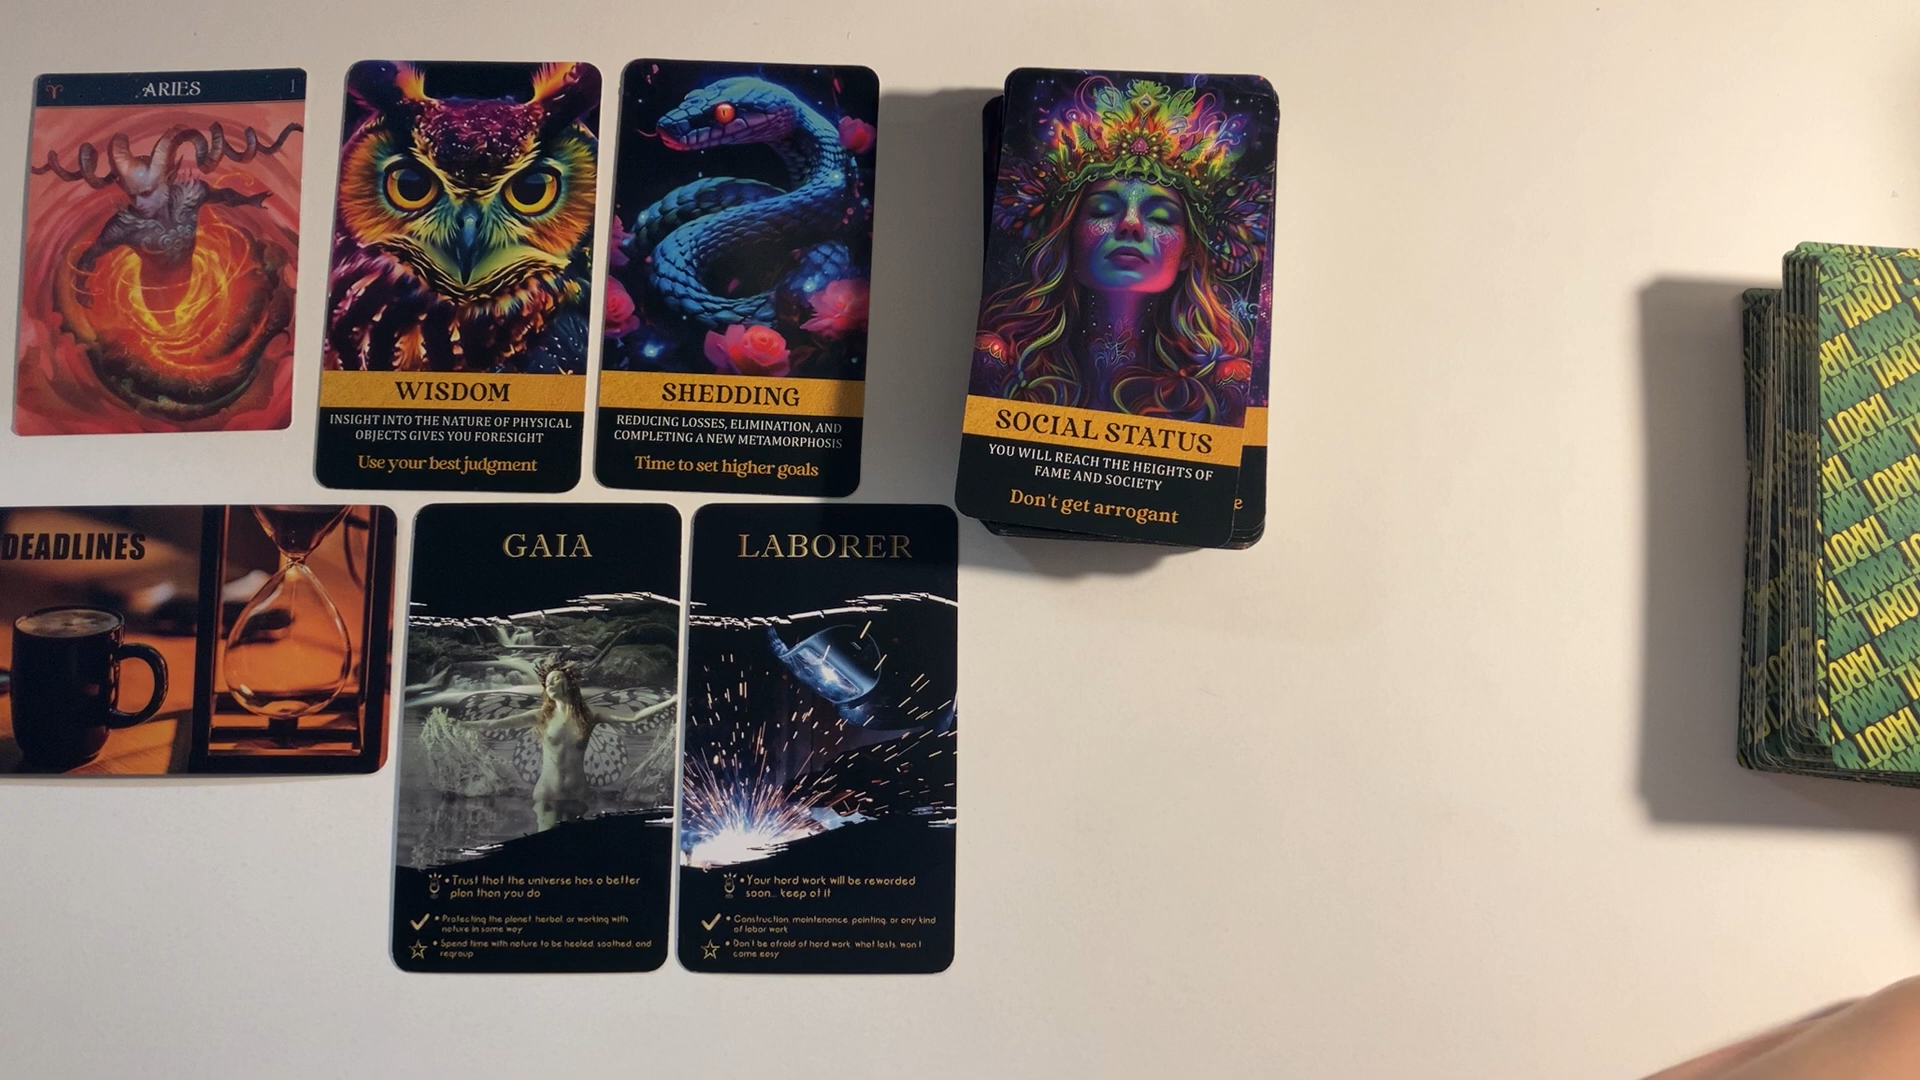 ARIES
1
WISDOM
INSIGHT INTO THE NATURE OF PHYSICAL
OBJECTS GIVES YOU FORESIGHT
Use your best judgment
SHEDDING
REDUCING LOSSES, ELIMINATION, AND
COMPLETING A NEW METAMORPHOSIS
Time to set higher goals
SOCIAL STATUS
YOU WILL REACH THE HEIGHTS OF
FAME AND SOCIETY
Don't get arrogant
e
DEADLINES
GAIA
• Trust that the universe has a better
plan than you do
• Protecting the planet, herbal, or working with
nature in some way
• Spend time with nature to be healed, soothed, and
regroup
LABORER
• Your hard work will be rewarded
soon... keep at it
• Construction, maintenance, painting, or any kind
of labor work
• Don't be afraid of hard work, what lasts, won't
come easy
TAROT
TAROT
TAROT
TAROT
TAROT
TAROT